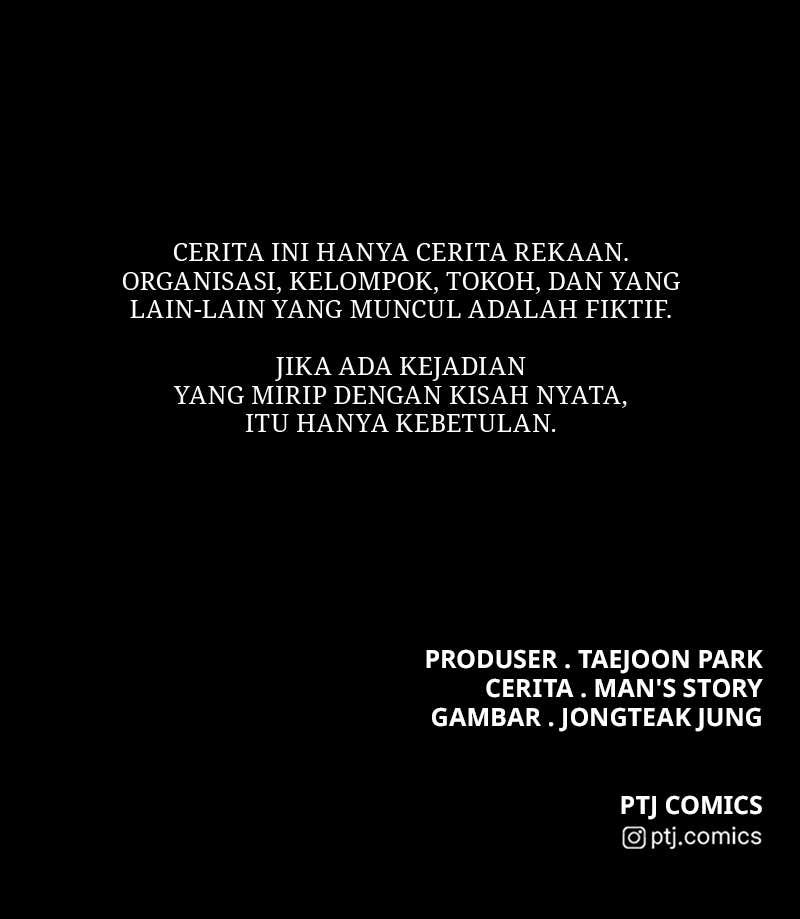 CERITA INI HANYA CERITA REKAAN.
ORGANISASI, KELOMPOK, TOKOH, DAN YANG
LAIN-LAIN YANG MUNCUL ADALAH FIKTIF.
JIKA ADA KEJADIAN
YANG MIRIP DENGAN KISAH NYATA,
ITU HANYA KEBETULAN.
PRODUSER . TAEJOON PARK
CERITA . MAN'S STORY
GAMBAR . JONGTEAK JUNG
PTJ COMICS
ptj.comics